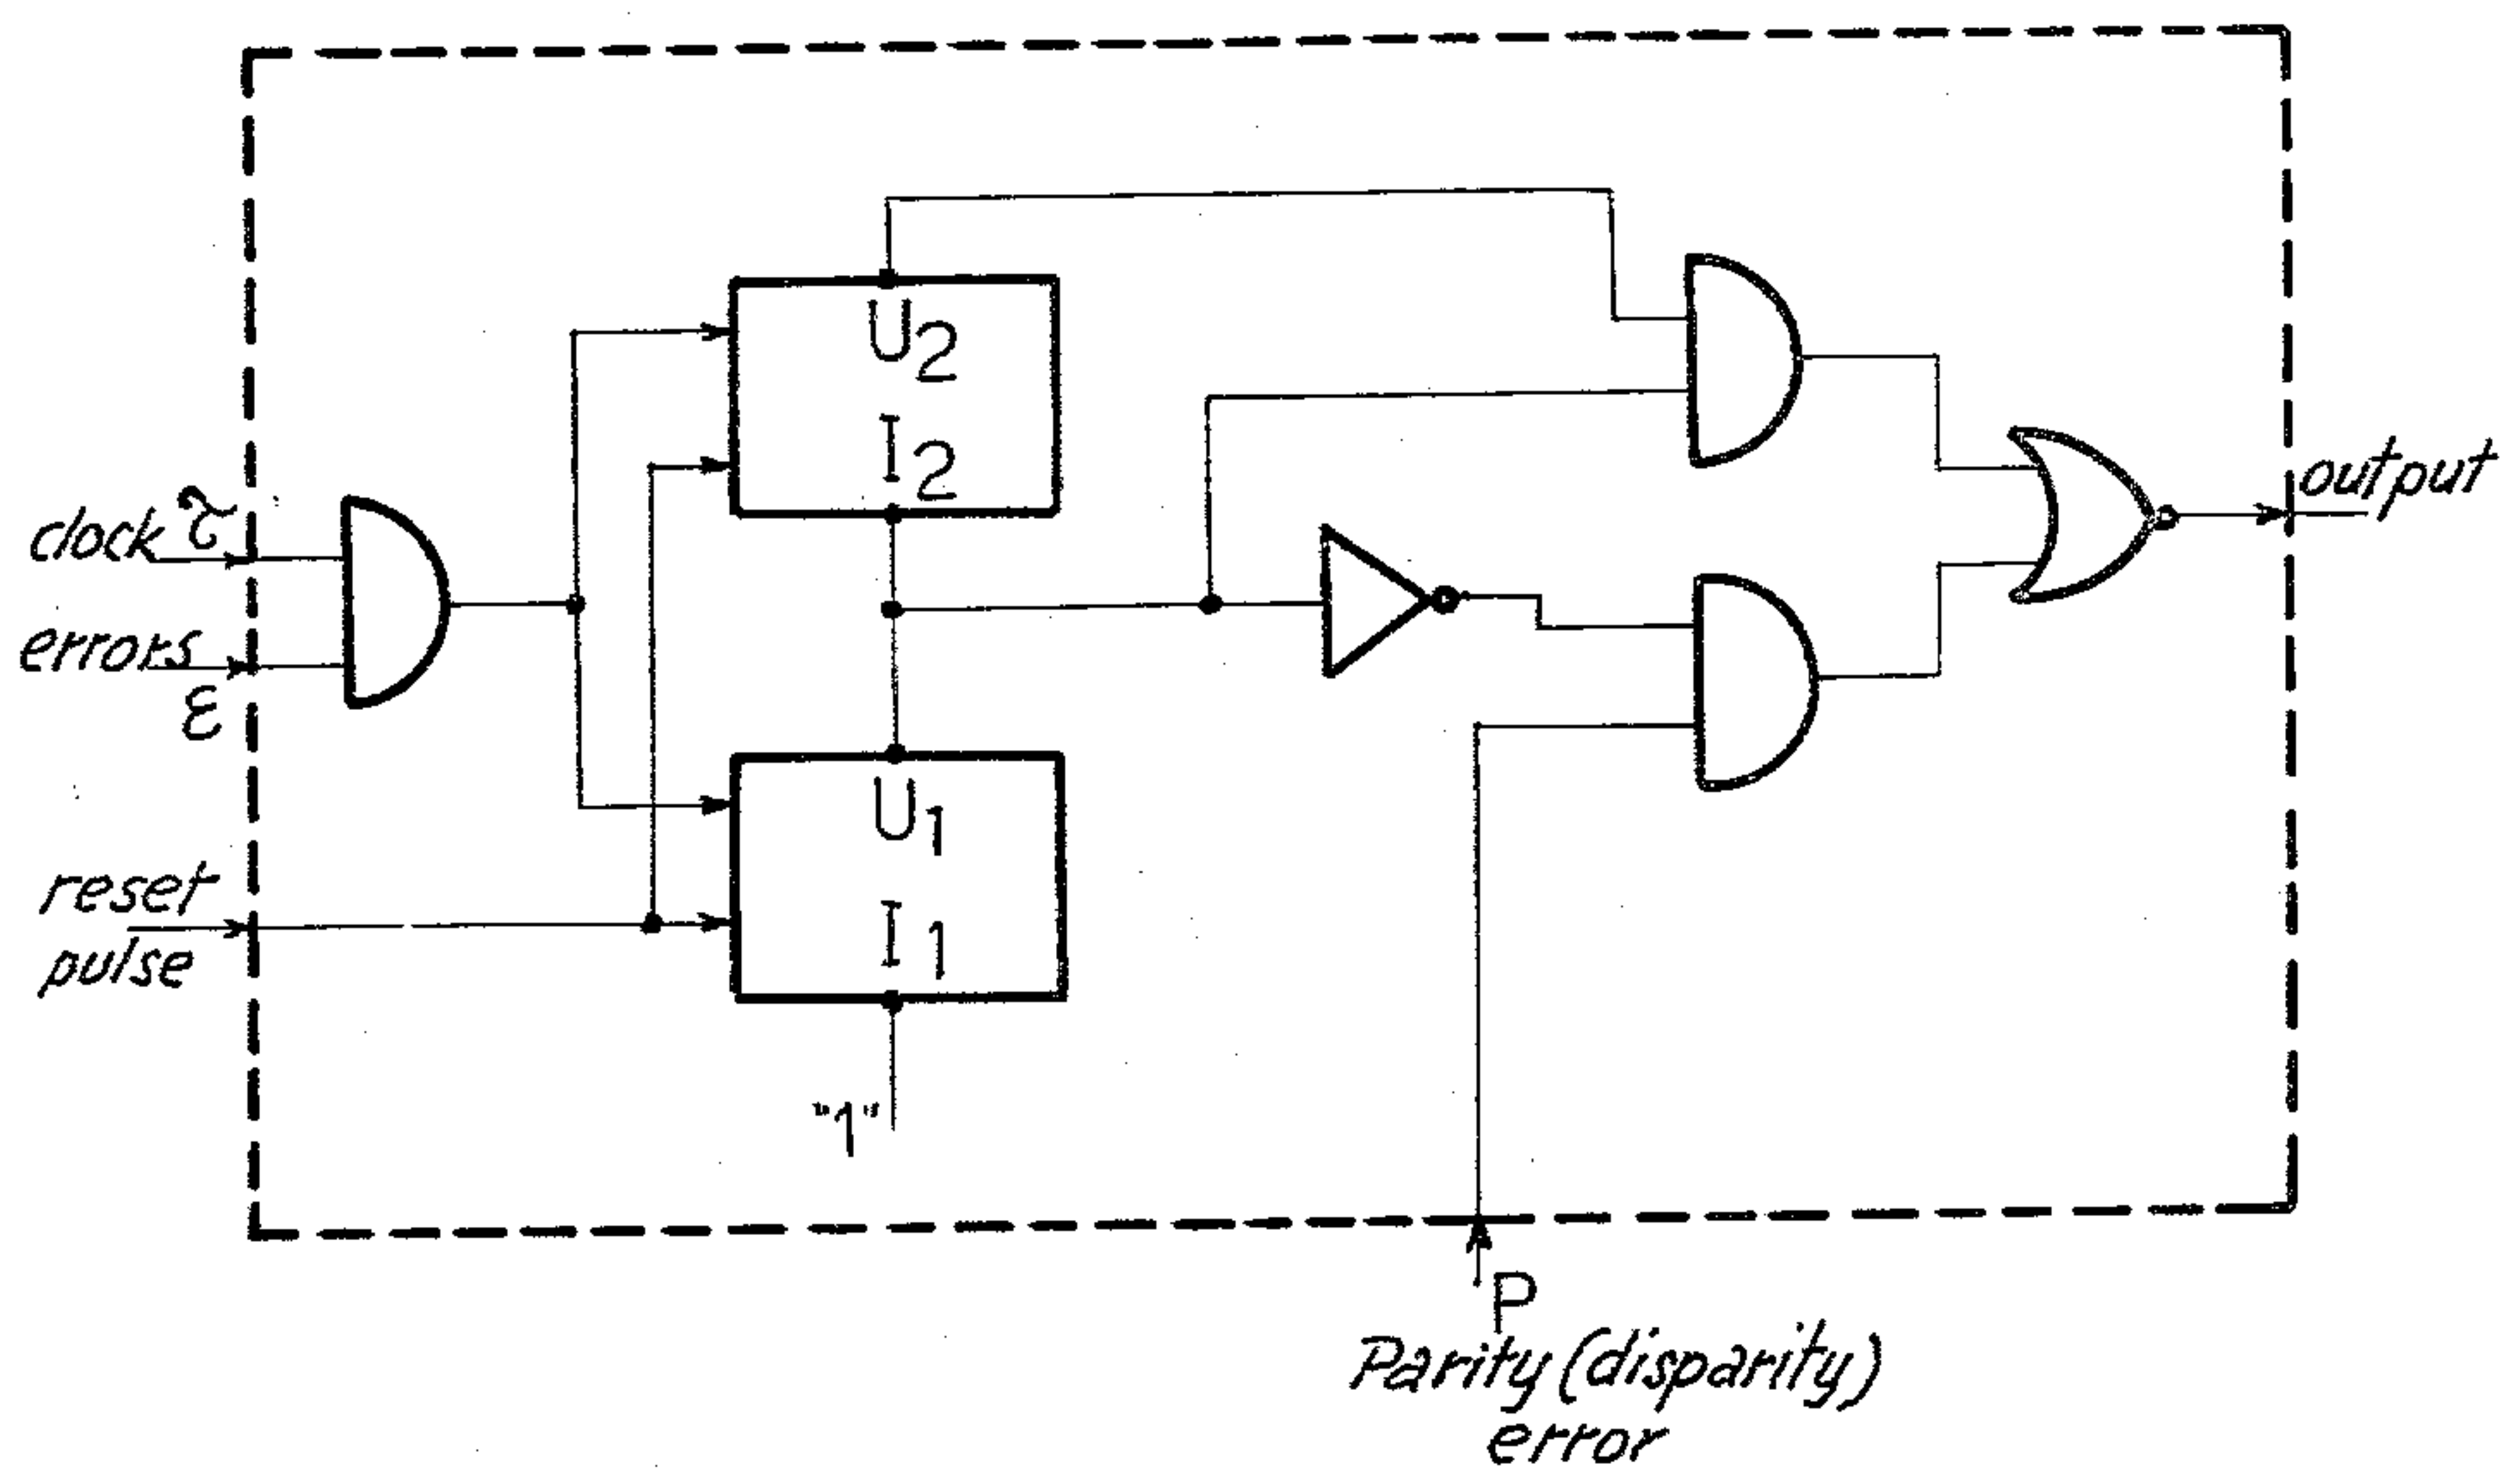 clock τ
errors
ε
reset
pulse
U2
I2
U1
I1
"1"
output
P
Parity (disparity)
error